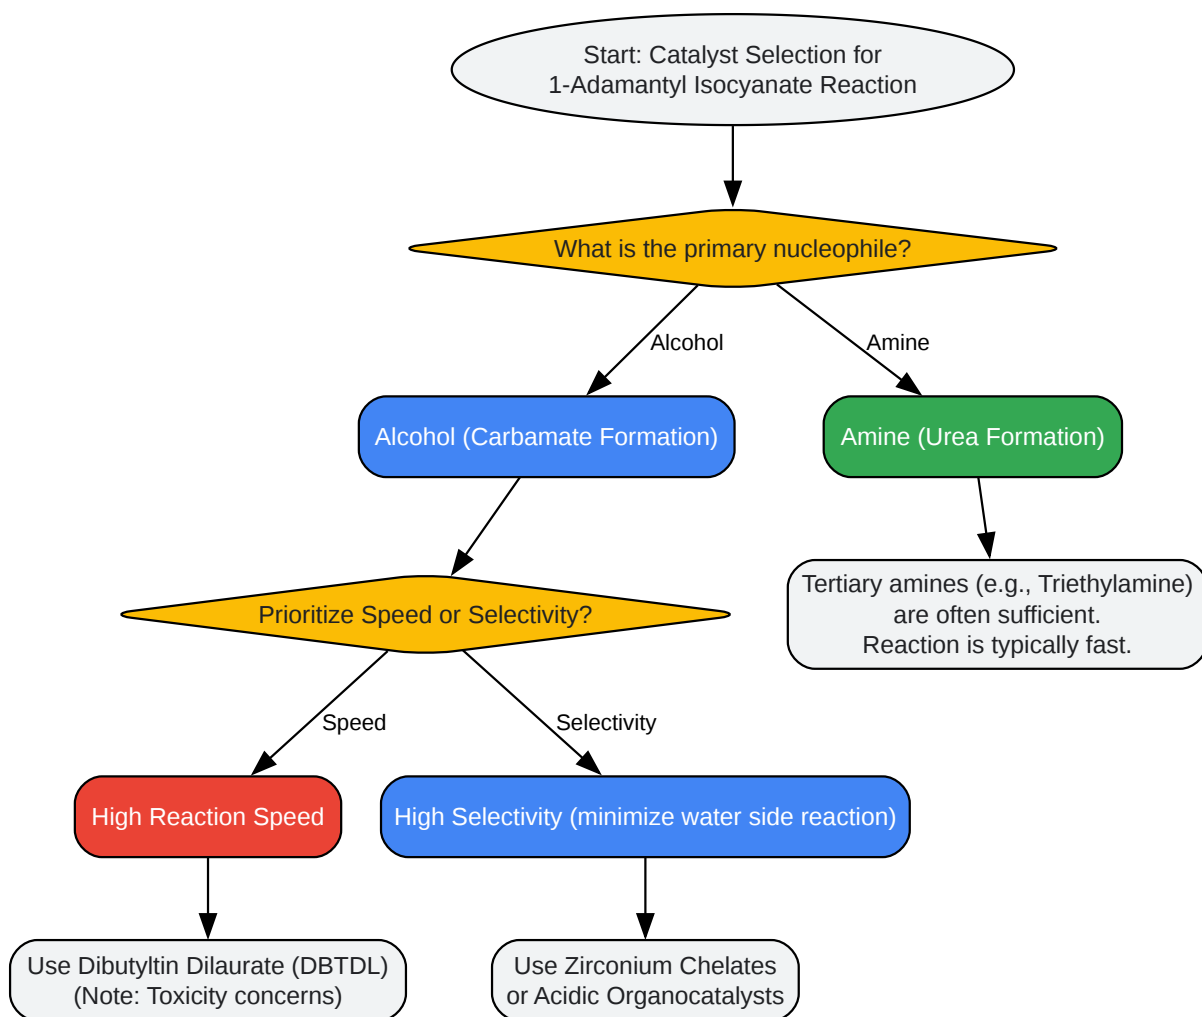 Start: Catalyst Selection for
1-Adamantyl Isocyanate Reaction
What is the primary nucleophile?
Alcohol
Amine
Alcohol (Carbamate Formation)
Amine (Urea Formation)
Tertiary amines (e.g., Triethylamine)
are often sufficient.
Reaction is typically fast.
Prioritize Speed or Selectivity?
Speed
Selectivity
High Reaction Speed
High Selectivity (minimize water side reaction)
Use Dibutyltin Dilaurate (DBTDL)
(Note: Toxicity concerns)
Use Zirconium Chelates
or Acidic Organocatalysts